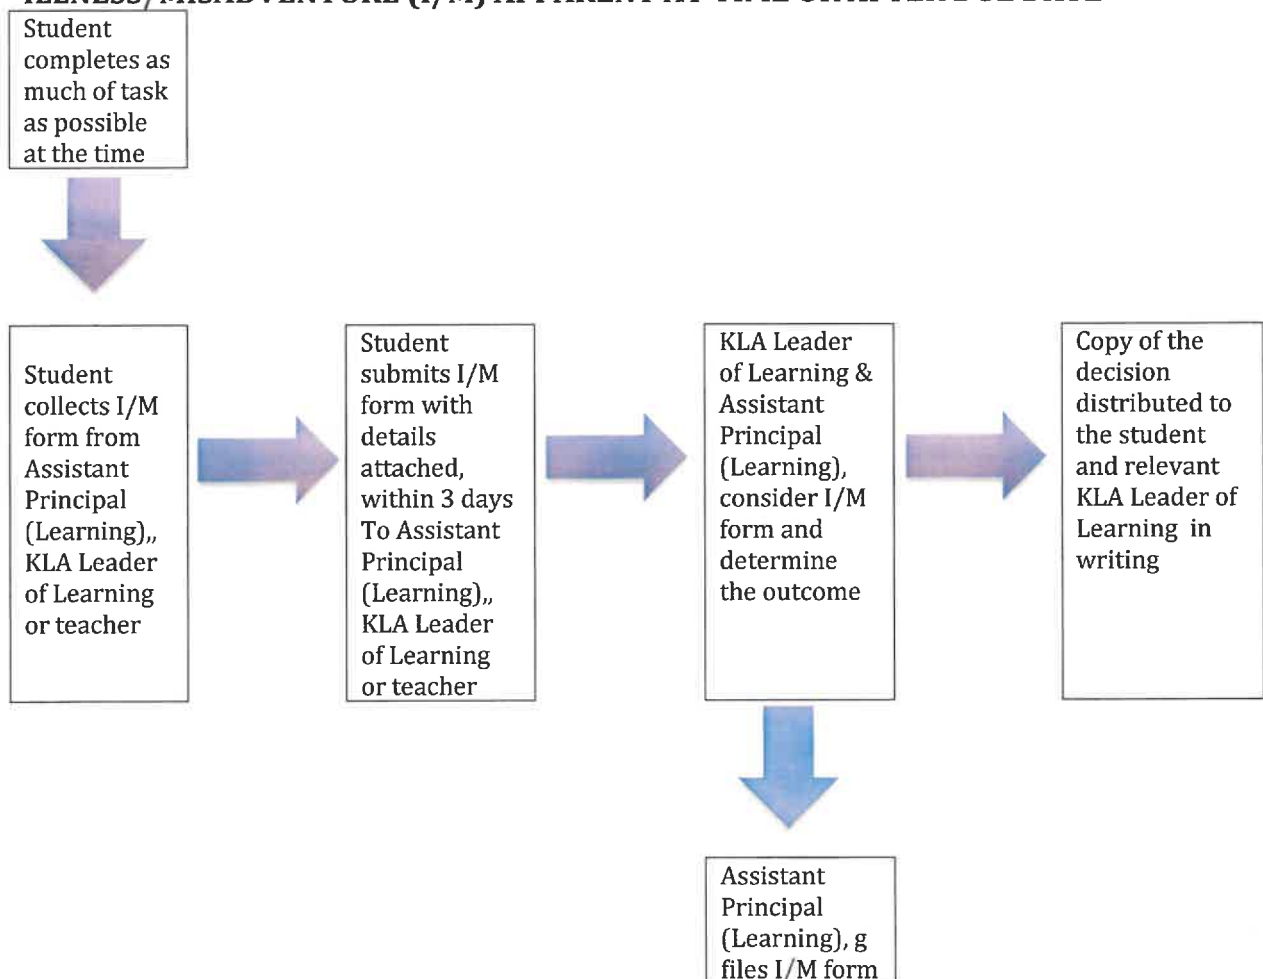 ILLNESS/MISADVENTURE (I/M) APPARENT AT
Student
completes as
much of task
as possible
at the time
Student
collects I/M
form from
Assistant
Principal
(Learning),,
KLA Leader
of Learning
or teacher
Student
submits I/M
form with
details
attached,
within 3 days
To Assistant
Principal
(Learning),,
KLA Leader
of Learning
or teacher
KLA Leader
of Learning &
Assistant
Principal
(Learning),
consider I/M
form and
determine
the outcome
Copy of the
decision
distributed to
the student
and relevant
KLA Leader of
Learning in
writing
Assistant
Principal
(Learning), g
files I/M form